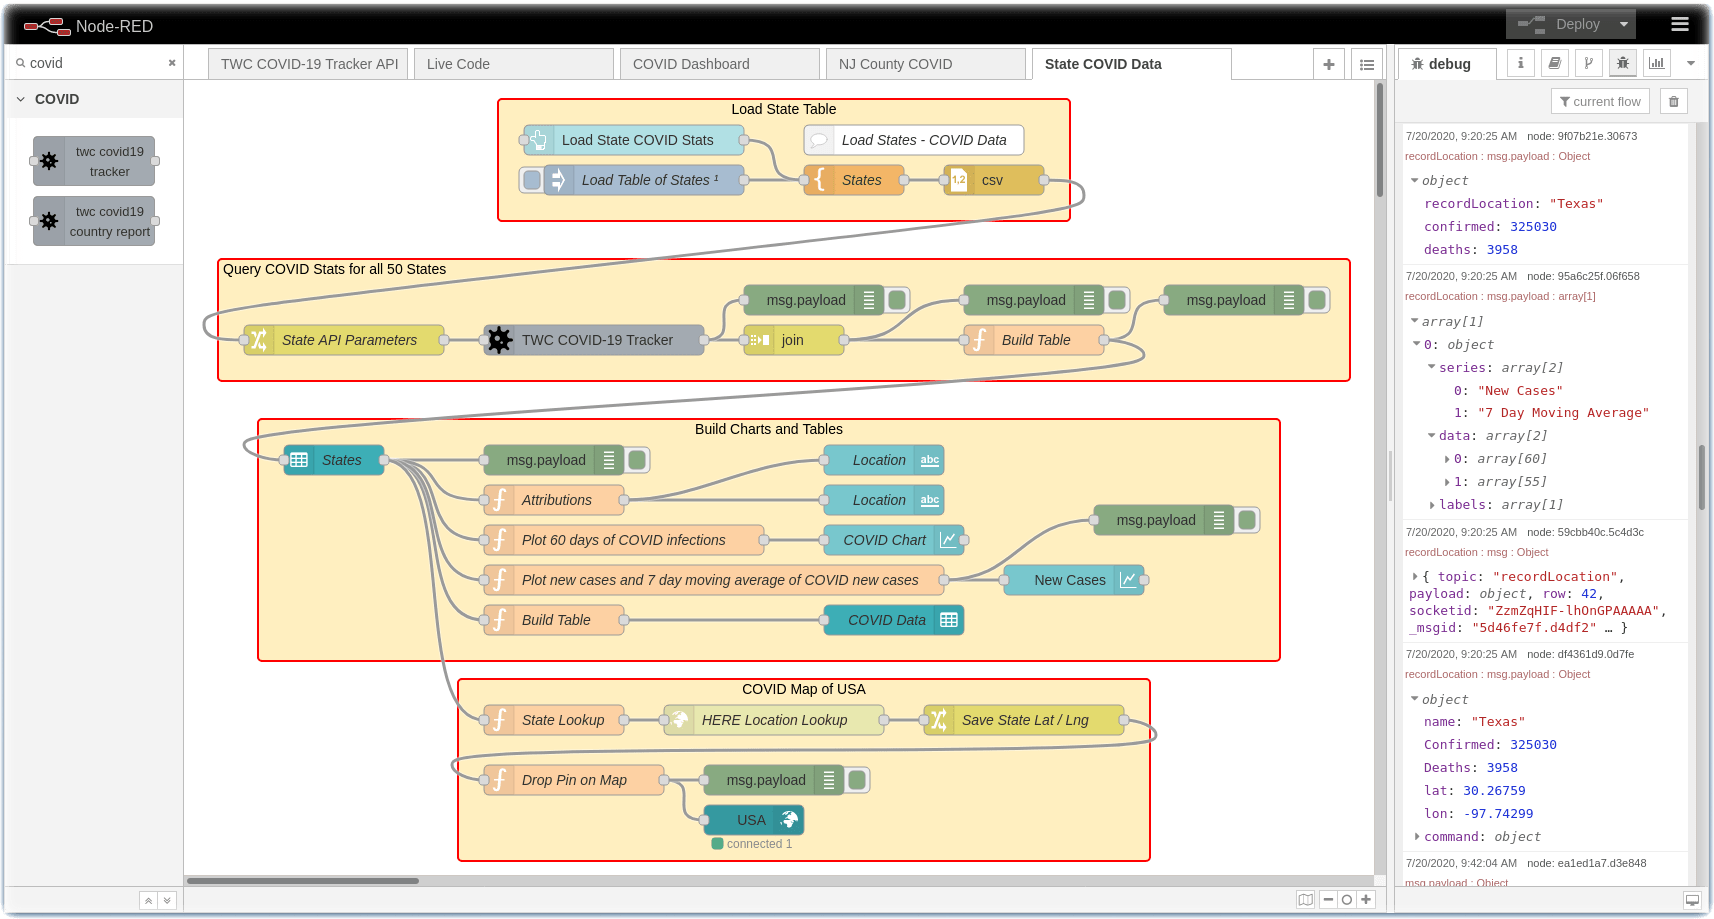 Node-RED
Deploy
covid
COVID
twc covid19
tracker
twc covid19
country report
TWC COVID-19 Tracker API
Live Code
COVID Dashboard
NJ County COVID
State COVID Data
Load State Table
Load State COVID Stats
Load States - COVID Data
Load Table of States ¹
States
1,2
csv
Query COVID Stats for all 50 States
msg.payload
msg.payload
msg.payload
State API Parameters
TWC COVID-19 Tracker
join
Build Table
Build Charts and Tables
States
msg.payload
Location
abc
Attributions
Location
abc
Plot 60 days of COVID infections
COVID Chart
msg.payload
Plot new cases and 7 day moving average of COVID new cases
New Cases
Build Table
COVID Data
COVID Map of USA
State Lookup
HERE Location Lookup
Save State Lat / Lng
Drop Pin on Map
msg.payload
USA
connected 1
debug
current flow
7/20/2020, 9:20:25 AM node: 9f07b21e.30673
recordLocation : msg.payload : Object
object
recordLocation: "Texas"
confirmed: 325030
deaths: 3958
7/20/2020, 9:20:25 AM node: 95a6c25f.06f658
recordLocation : msg.payload : array[1]
array[1]
0: object
series: array[2]
0: "New Cases"
1: "7 Day Moving Average"
data: array[2]
0: array[60]
1: array[55]
labels: array[1]
7/20/2020, 9:20:25 AM node: 59cbb40c.5c4d3c
recordLocation : msg : Object
{ topic: "recordLocation",
payload: object, row: 42,
socketid: "ZzmZqHIF-lhOnGPAAAAA",
_msgid: "5d46fe7f.d4df2" … }
7/20/2020, 9:20:25 AM node: df4361d9.0d7fe
recordLocation : msg.payload : Object
object
name: "Texas"
Confirmed: 325030
Deaths: 3958
lat: 30.26759
lon: -97.74299
command: object
7/20/2020, 9:42:04 AM node: ea1ed1a7.d3e848
msg.payload : Object